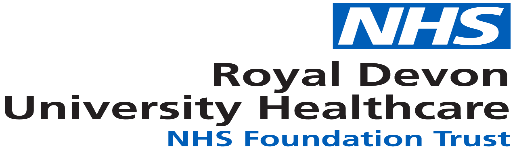 NHS
Royal Devon
University Healthcare
NHS Foundation Trust